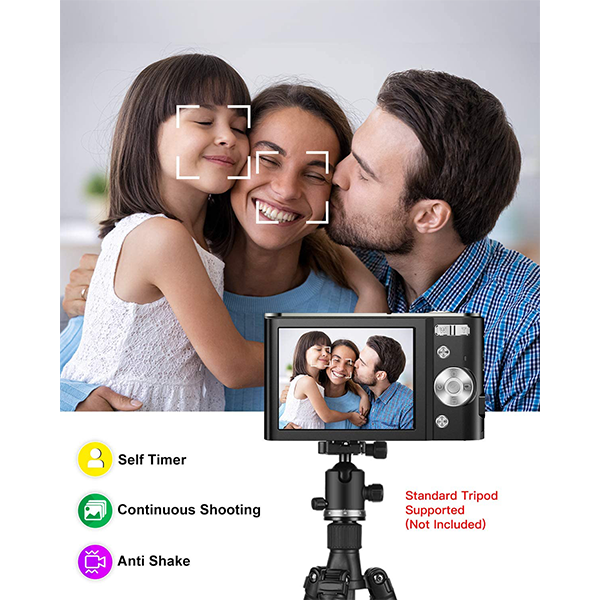 Self Timer
Continuous Shooting
Anti Shake
Standard Tripod
Supported
(Not Included)